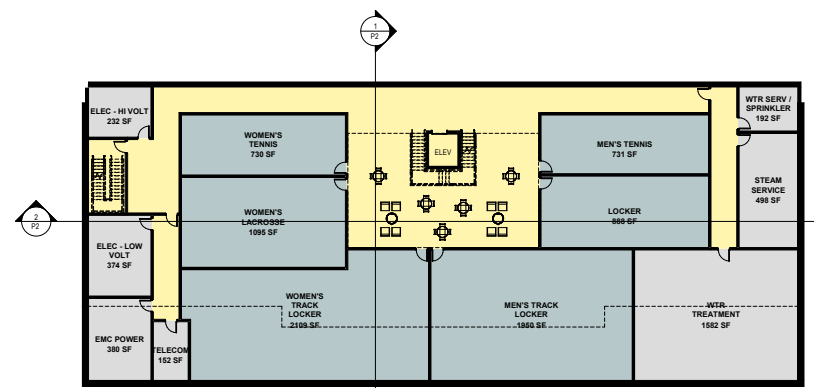 1
P2
ELEC - HI VOLT
232 SF
WOMEN'S
TENNIS
730 SF
ELEV
MEN'S TENNIS
731 SF
WTR SERV /
SPRINKLER
192 SF
STEAM
SERVICE
498 SF
2
P2
WOMEN'S
LACROSSE
1095 SF
LOCKER
888 SF
ELEC - LOW
VOLT
374 SF
WOMEN'S
TRACK
LOCKER
2109 SF
MEN'S TRACK
LOCKER
1950 SF
WTR
TREATMENT
1582 SF
EMC POWER
380 SF
TELECOM
152 SF